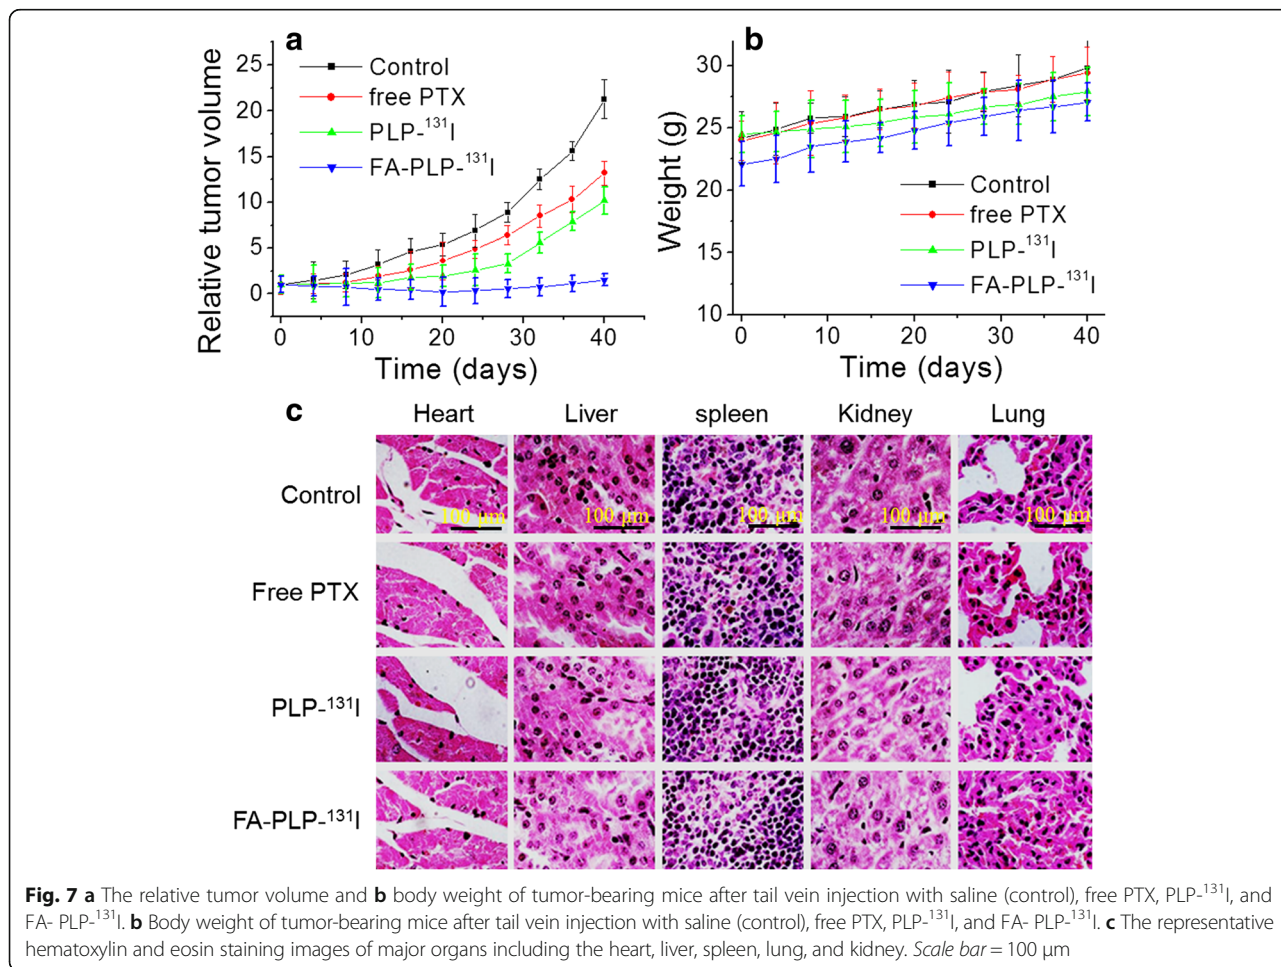 a
25
20
15
10
5
0
Relative tumor volume
Control
free PTX
PLP-¹³¹I
FA-PLP-¹³¹I
0 10 20 30 40
Time (days)
b
30
25
20
15
10
Weight (g)
Control
free PTX
PLP-¹³¹I
FA-PLP-¹³¹I
0 10 20 30 40
Time (days)
c
Heart Liver spleen Kidney Lung
Control
100 µm 100 µm 100 µm 100 µm 100 µm
Free PTX
PLP-¹³¹I
FA-PLP-¹³¹I
Fig. 7 a The relative tumor volume and b body weight of tumor-bearing mice after tail vein injection with saline (control), free PTX, PLP-¹³¹I, and
FA- PLP-¹³¹I. b Body weight of tumor-bearing mice after tail vein injection with saline (control), free PTX, PLP-¹³¹I, and FA- PLP-¹³¹I. c The representative
hematoxylin and eosin staining images of major organs including the heart, liver, spleen, lung, and kidney. Scale bar = 100 µm